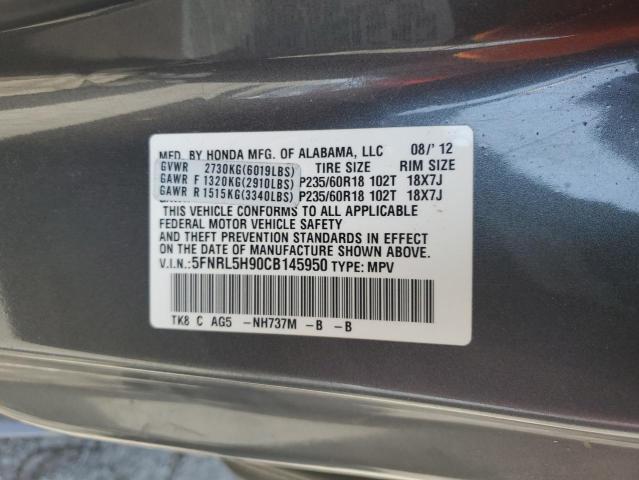 MFD. BY HONDA MFG. OF ALABAMA, LLC 08/' 12
GVWR 2730KG(6019LBS) TIRE SIZE RIM SIZE
GAWR F 1320KG(2910LBS) P235/60R18 102T 18X7J
GAWR R 1515KG(3340LBS) P235/60R18 102T 18X7J
THIS VEHICLE CONFORMS TO ALL APPLICABLE
FEDERAL MOTOR VEHICLE SAFETY
AND THEFT PREVENTION STANDARDS IN EFFECT
ON THE DATE OF MANUFACTURE SHOWN ABOVE.
V.I.N.: 5FNRL5H90CB145950 TYPE: MPV
TK8 C AG5 -NH737M -B -B